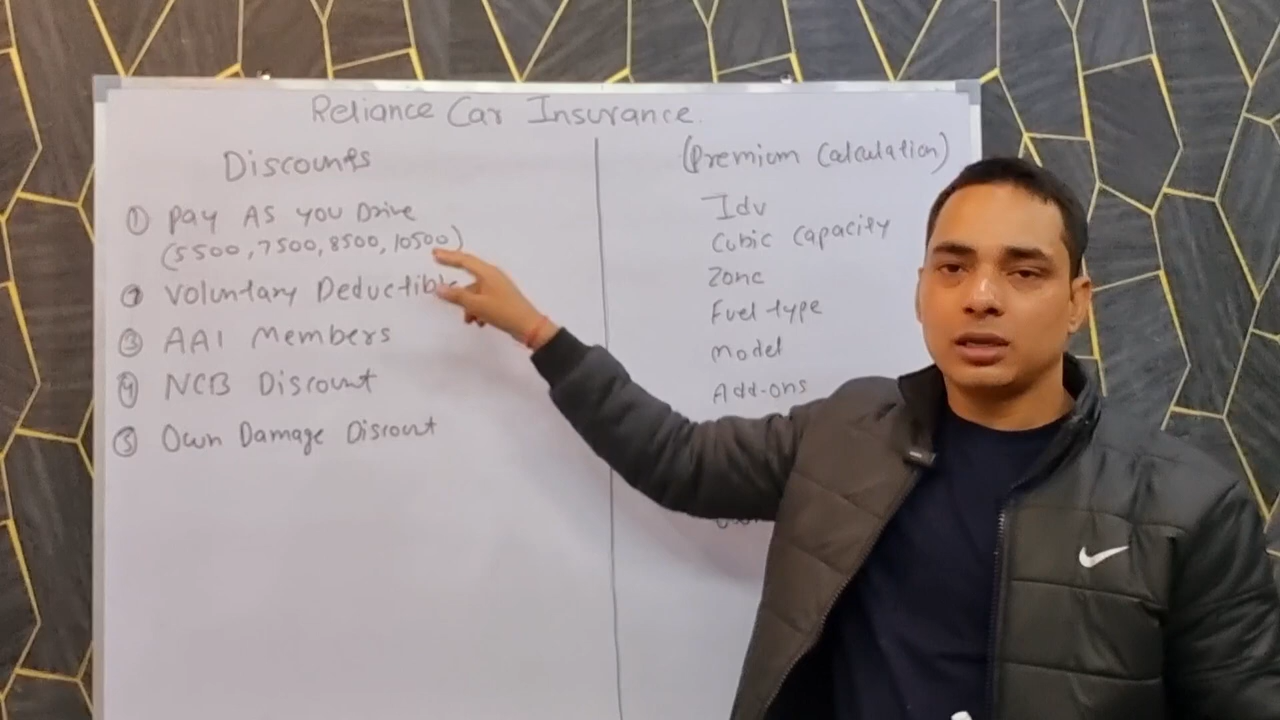 Reliance Car Insurance.
Discounts
① Pay As you Drive
(5500, 7500, 8500, 10500)
② Voluntary Deductible
③ AAI Members
④ NCB Discount
⑤ Own Damage Discount
(Premium Calculation)
Idv
Cubic Capacity
Zone
Fuel type
Model
Add-ons